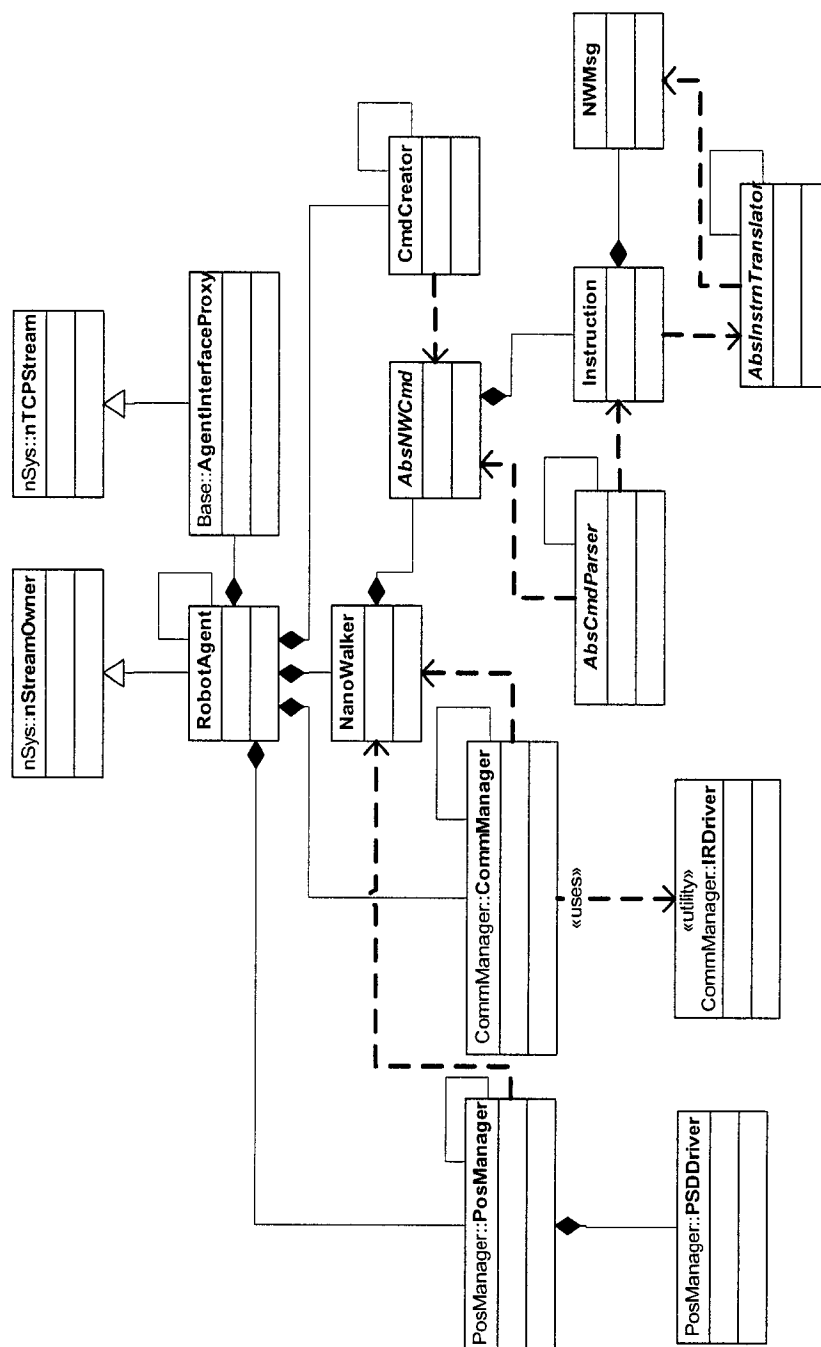 nSys::nStreamOwner
nSys::nTCPStream
RobotAgent
Base::AgentInterfaceProxy
NanoWalker
AbsNWCmd
CmdCreator
PosManager::PosManager
CommManager::CommManager
AbsCmdParser
Instruction
NWMsg
«uses»
PosManager::PSDDriver
«utility»
CommManager::IRDriver
AbsInstrnTranslator